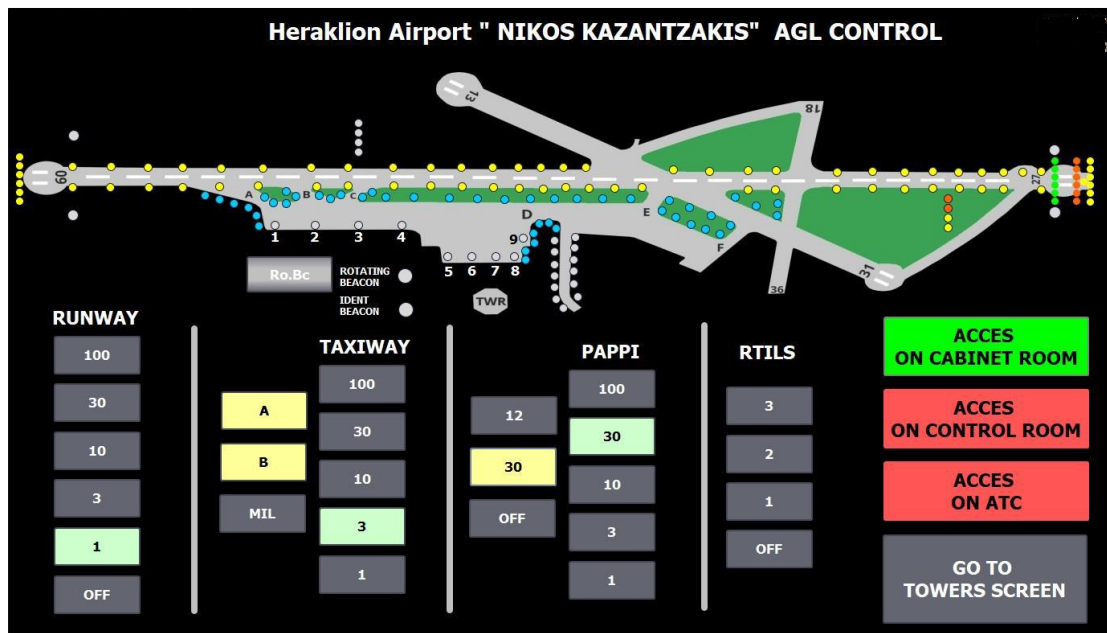 Heraklion Airport " NIKOS KAZANTZAKIS" AGL CONTROL
13
18
09
27
A
B
C
D
E
F
1
2
3
4
9
5
6
7
8
31
36
Ro.Bc
ROTATING
BEACON
IDENT
BEACON
TWR
RUNWAY
100
30
10
3
1
OFF
TAXIWAY
A
B
MIL
100
30
10
3
1
PAPPI
12
30
OFF
100
30
10
3
1
RTILS
3
2
1
OFF
ACCES
ON CABINET ROOM
ACCES
ON CONTROL ROOM
ACCES
ON ATC
GO TO
TOWERS SCREEN